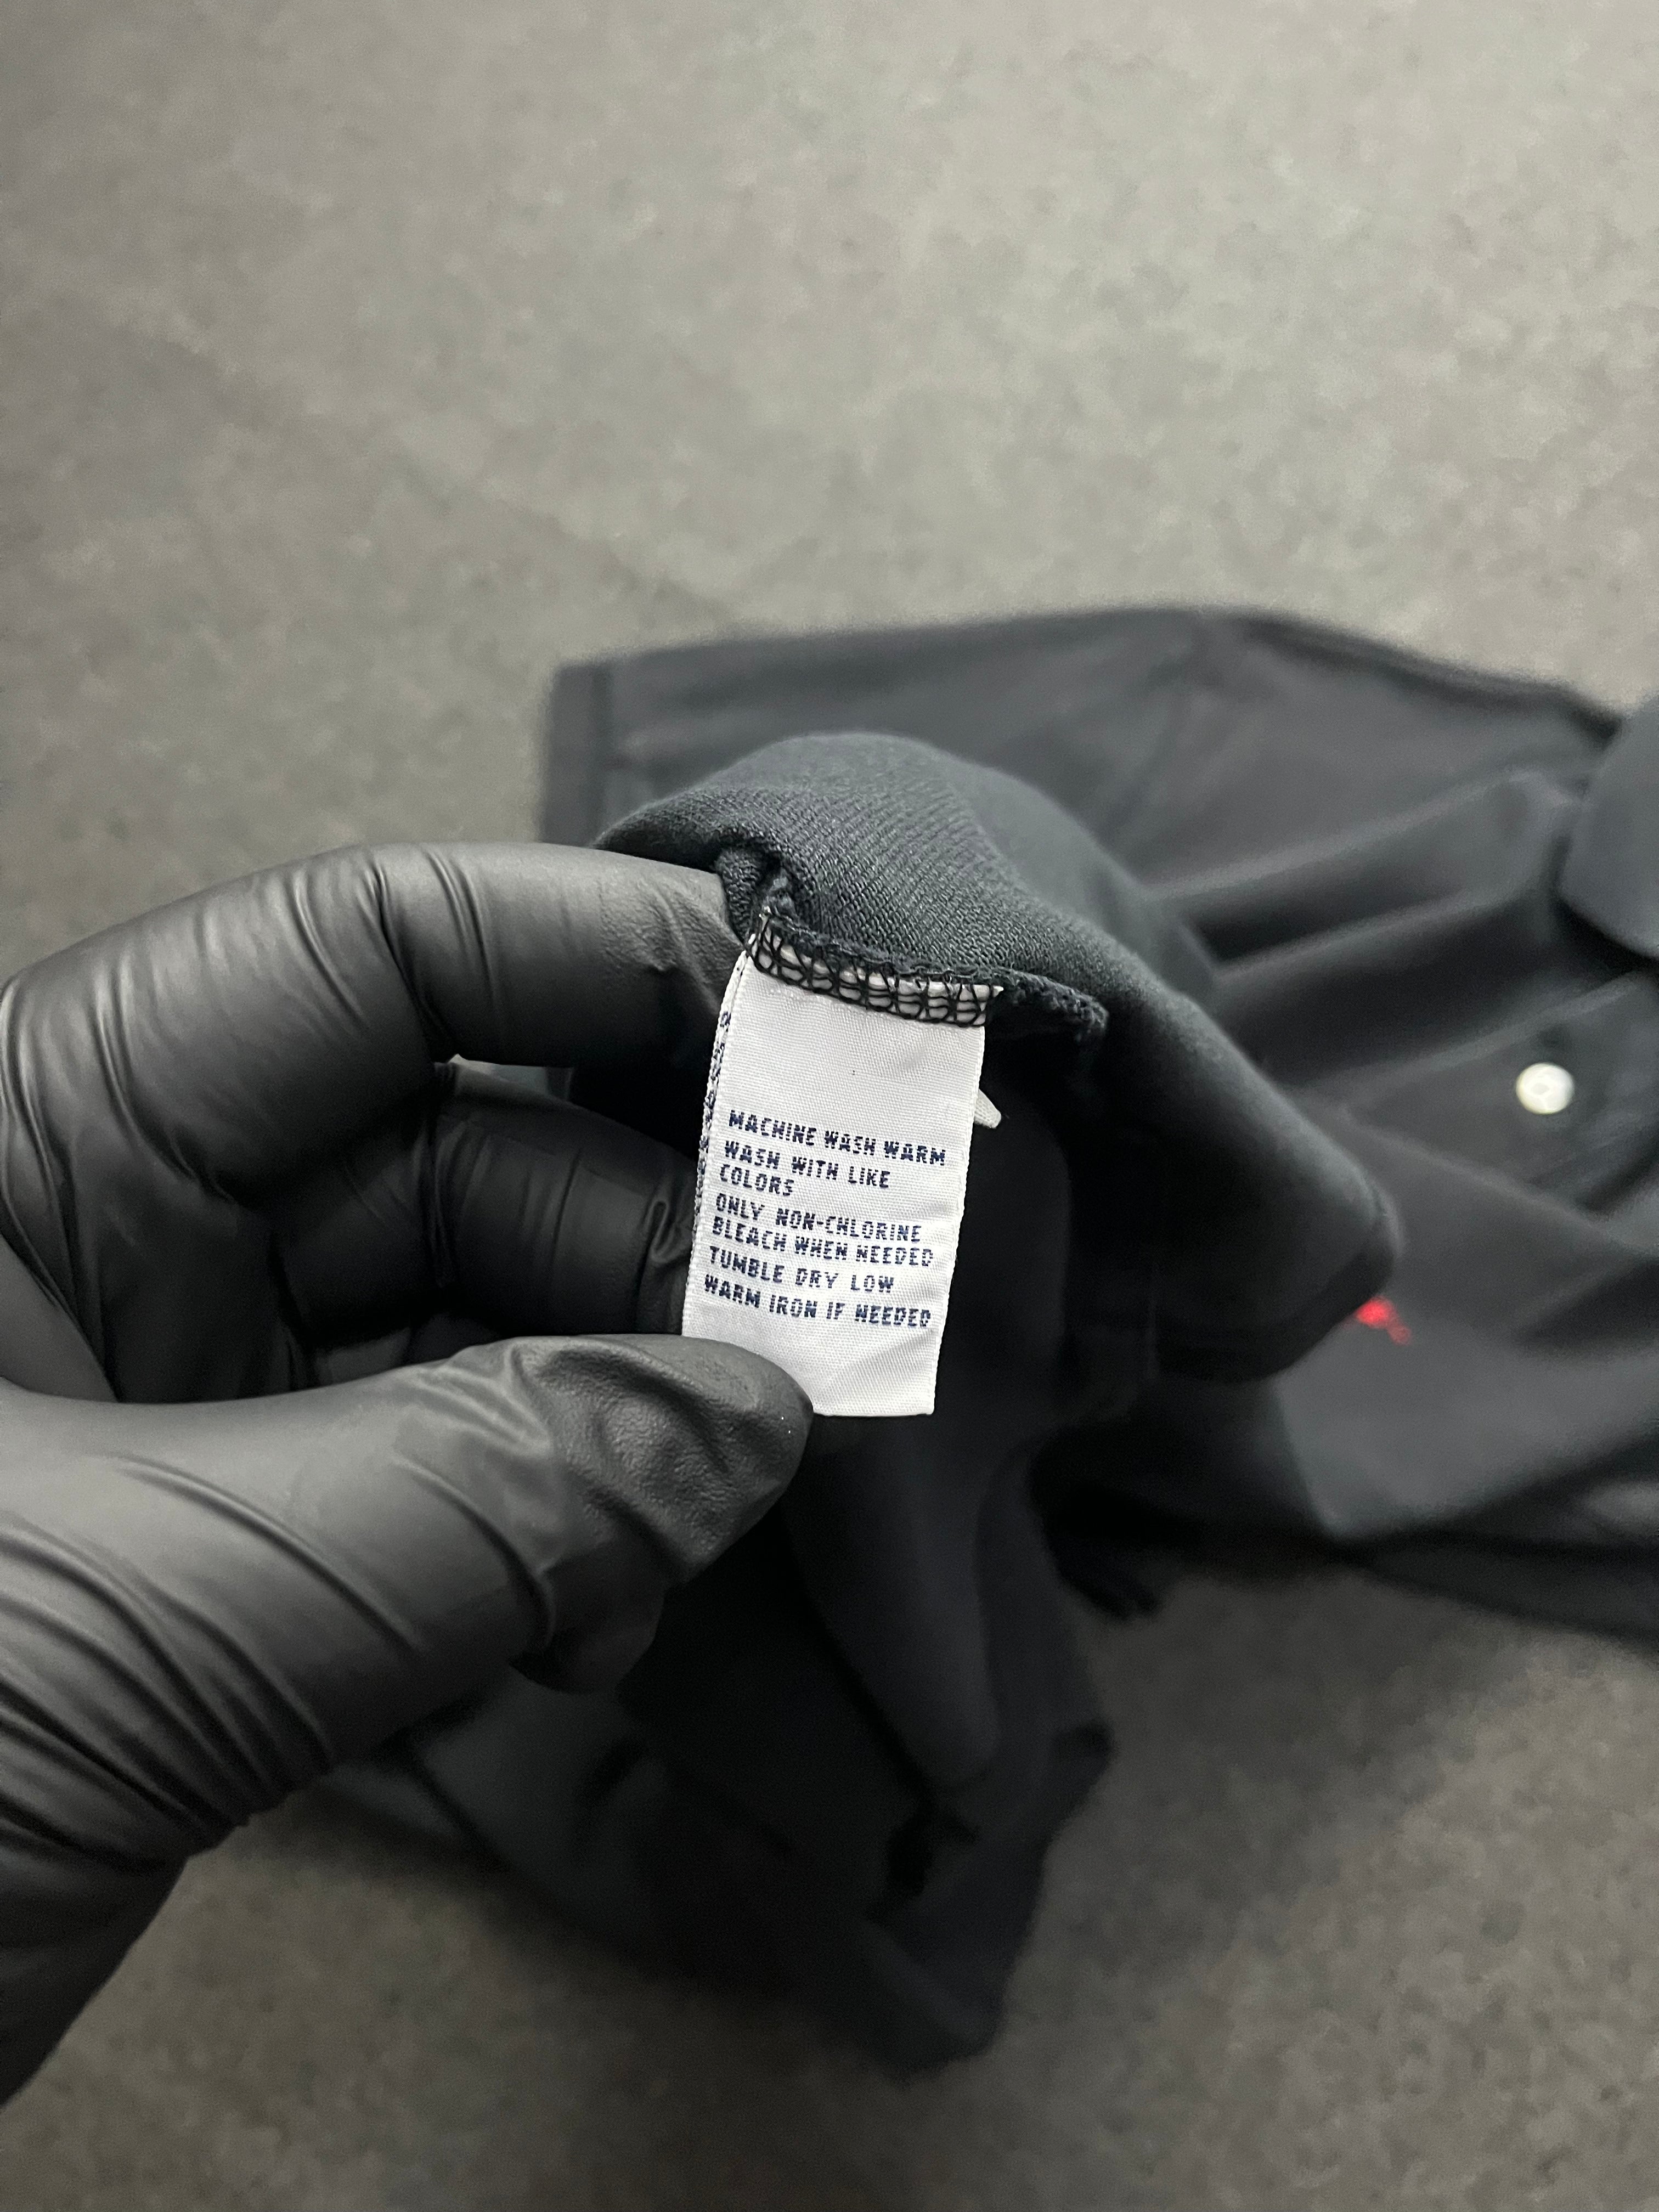 MACHINE WASH WARM
WASH WITH LIKE
COLORS
ONLY NON-CHLORINE
BLEACH WHEN NEEDED
TUMBLE DRY LOW
WARM IRON IF NEEDED